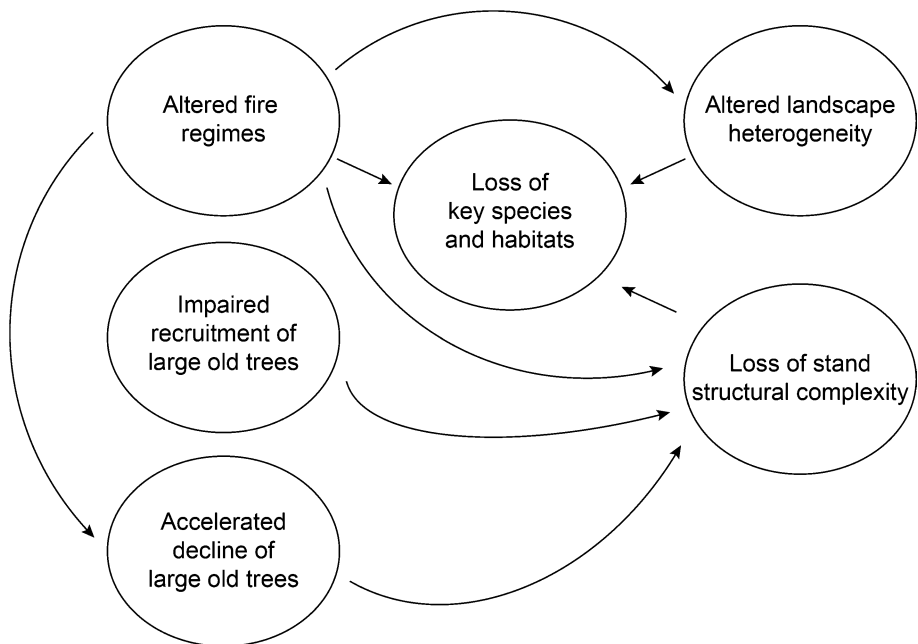 Altered fire
regimes
Altered landscape
heterogeneity
Loss of
key species
and habitats
Impaired
recruitment of
large old trees
Loss of stand
structural complexity
Accelerated
decline of
large old trees